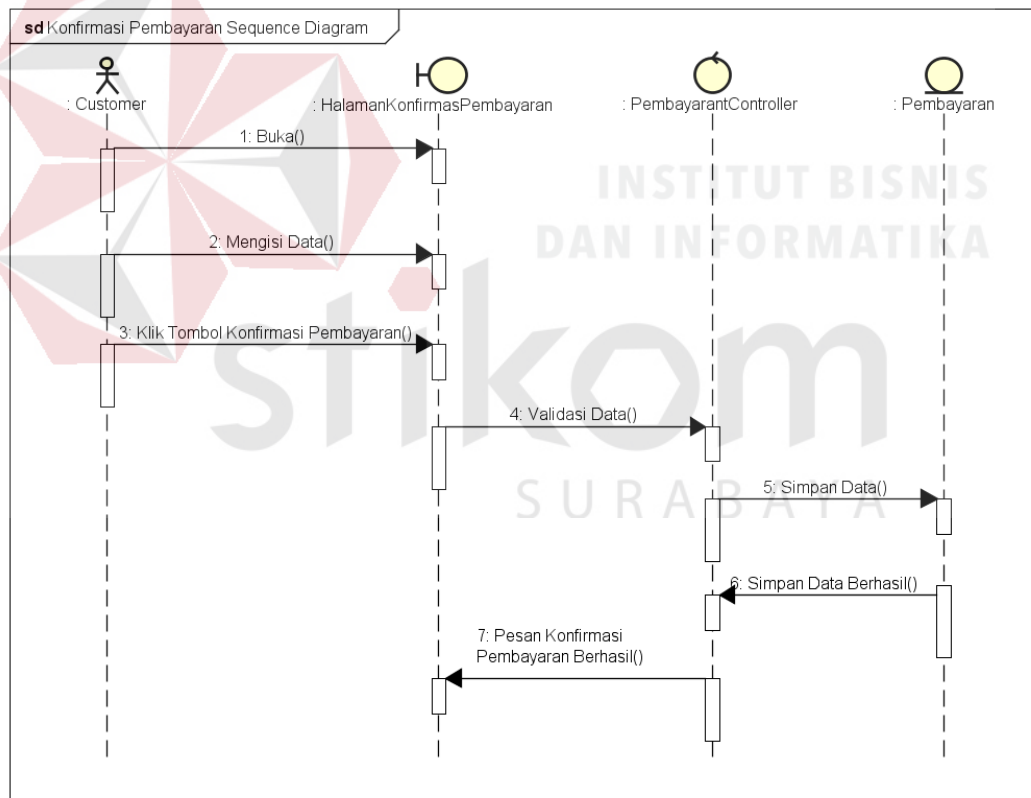 sd Konfirmasi Pembayaran Sequence Diagram
: Customer
: HalamanKonfirmasPembayaran
: PembayarantController
: Pembayaran
1: Buka()
INSTITUT BISNIS
DAN INFORMATIKA
2: Mengisi Data()
3: Klik Tombol Konfirmasi Pembayaran()
stikom
4: Validasi Data()
SURABAYA
5: Simpan Data()
6: Simpan Data Berhasil()
7: Pesan Konfirmasi
Pembayaran Berhasil()